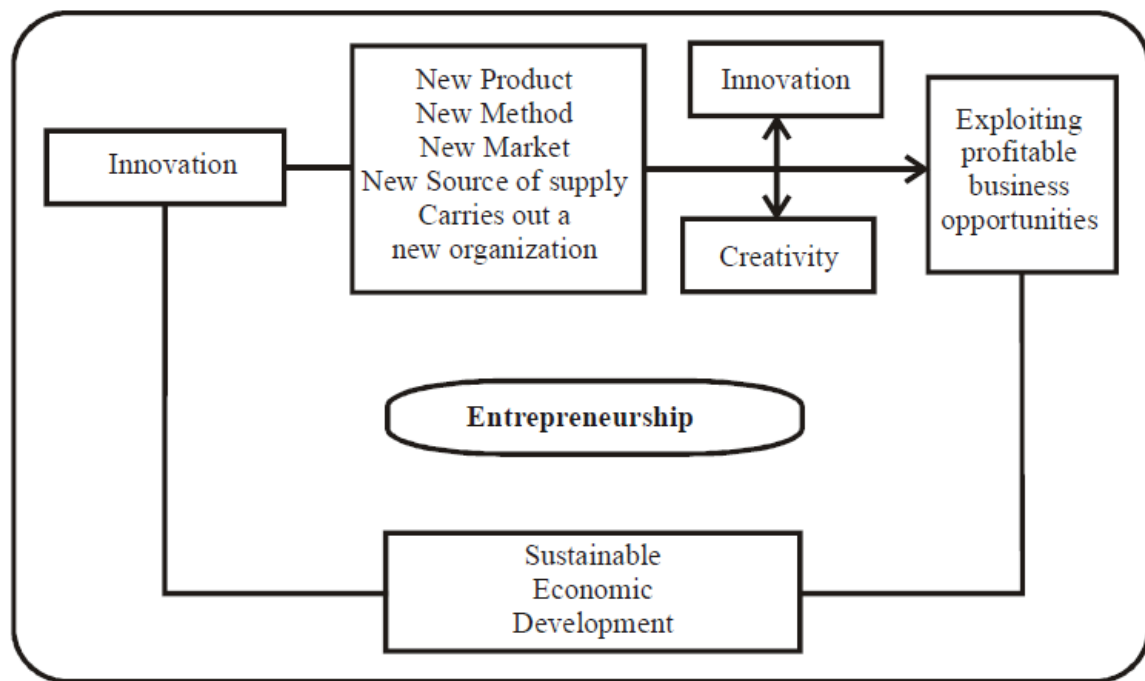 Innovation
New Product
New Method
New Market
New Source of supply
Carries out a
new organization
Innovation
Creativity
Exploiting
profitable
business
opportunities
Entrepreneurship
Sustainable
Economic
Development